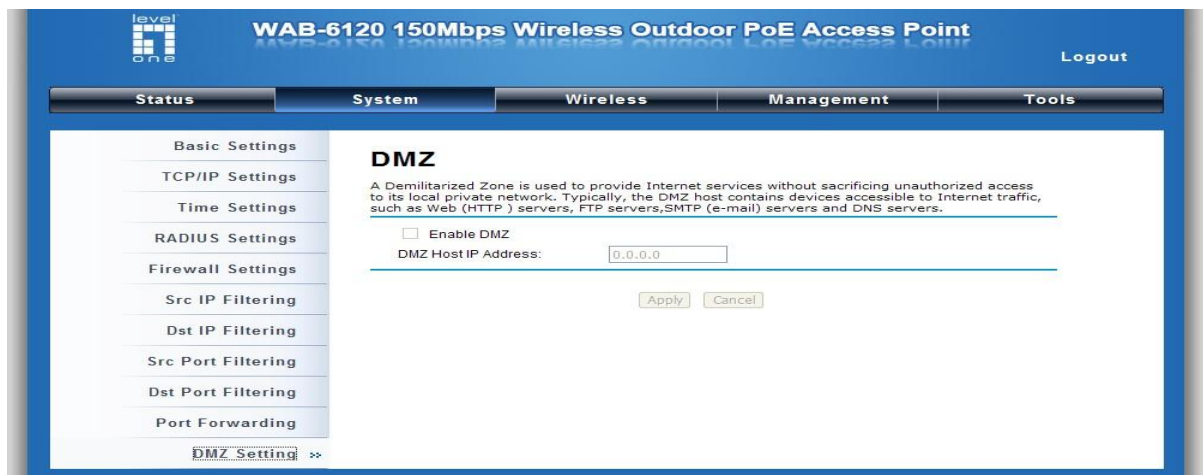 level
one
WAB-6120 150Mbps Wireless Outdoor PoE Access Point
Logout
Status System Wireless Management Tools
Basic Settings
TCP/IP Settings
Time Settings
RADIUS Settings
Firewall Settings
Src IP Filtering
Dst IP Filtering
Src Port Filtering
Dst Port Filtering
Port Forwarding
DMZ Setting »
DMZ
A Demilitarized Zone is used to provide Internet services without sacrificing unauthorized access
to its local private network. Typically, the DMZ host contains devices accessible to Internet traffic,
such as Web (HTTP ) servers, FTP servers,SMTP (e-mail) servers and DNS servers.
Enable DMZ
DMZ Host IP Address: 0.0.0.0
Apply Cancel